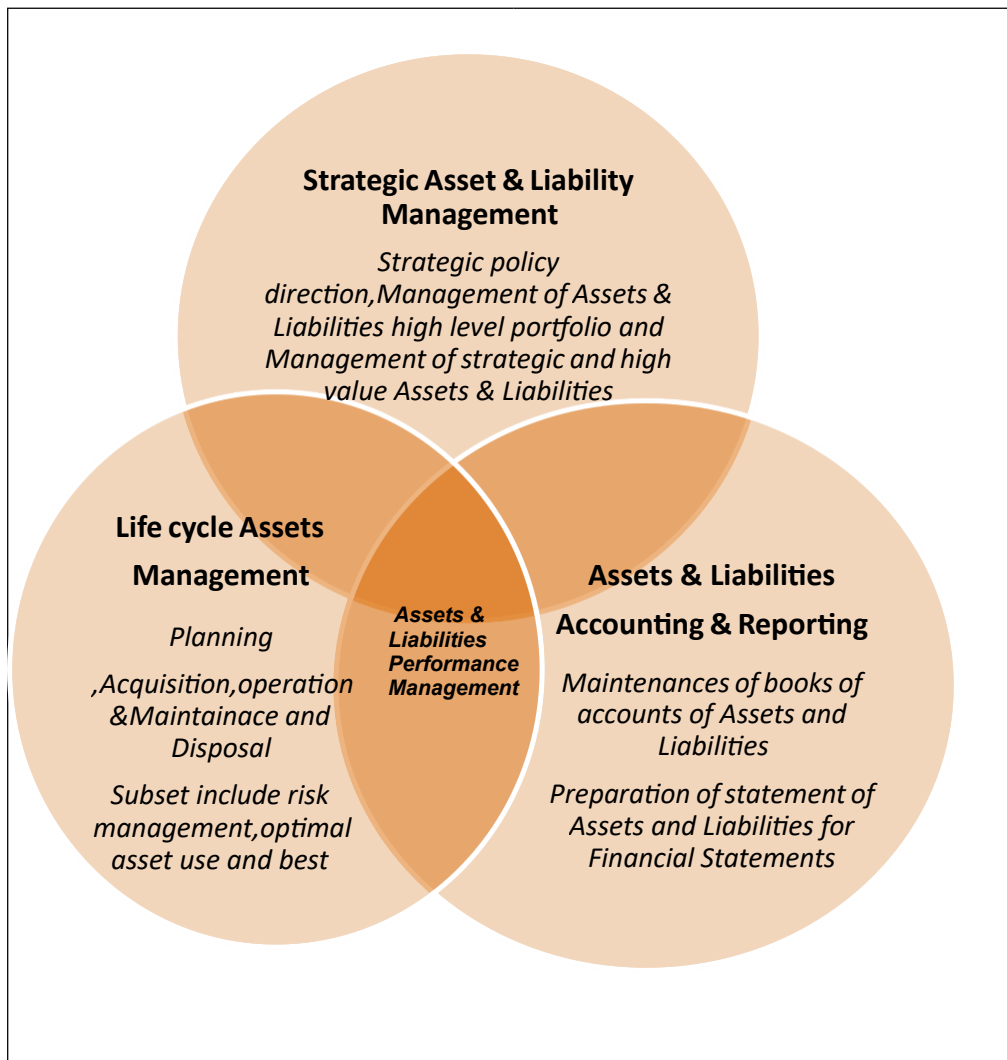 Strategic Asset & Liability
Management
Strategic policy
direction,Management of Assets &
Liabilities high level portfolio and
Management of strategic and high
value Assets & Liabilities
Life cycle Assets
Management
Planning
,Acquisition,operation
&Maintainace and
Disposal
Subset include risk
management,optimal
asset use and best
Assets &
Liabilities
Performance
Management
Assets & Liabilities
Accounting & Reporting
Maintenances of books of
accounts of Assets and
Liabilities
Preparation of statement of
Assets and Liabilities for
Financial Statements